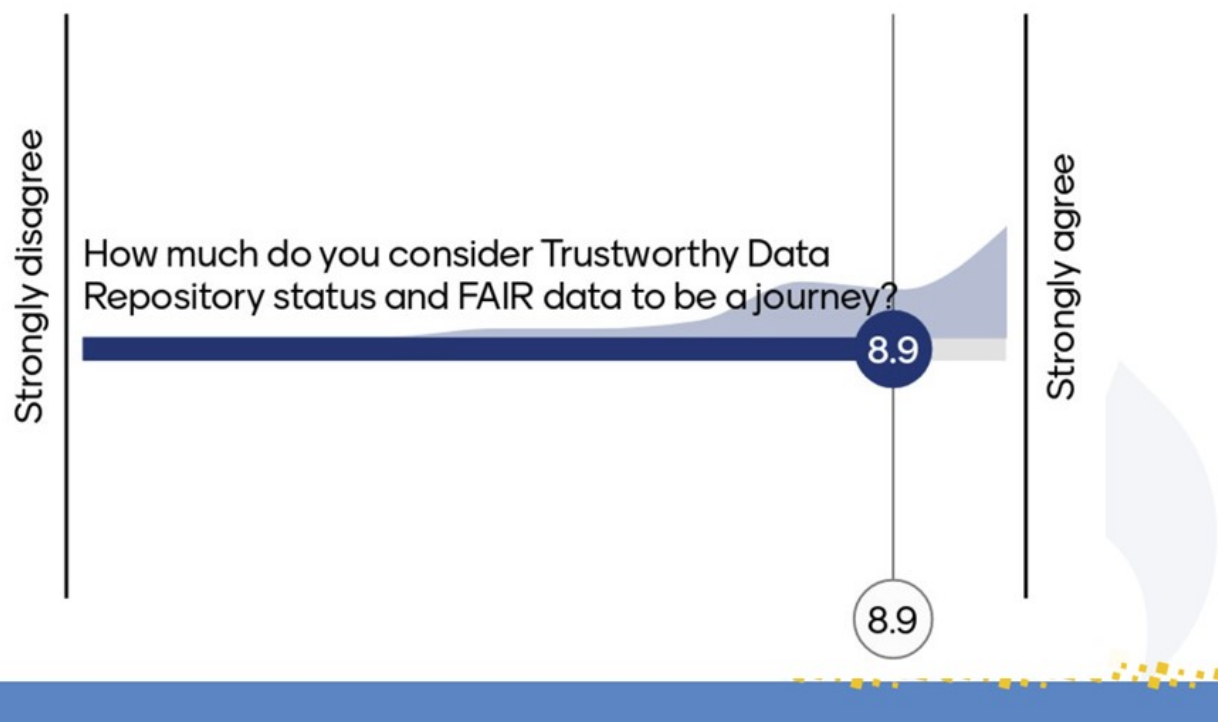 Strongly disagree
How much do you consider Trustworthy Data
Repository status and FAIR data to be a journey?
8.9
Strongly agree
8.9